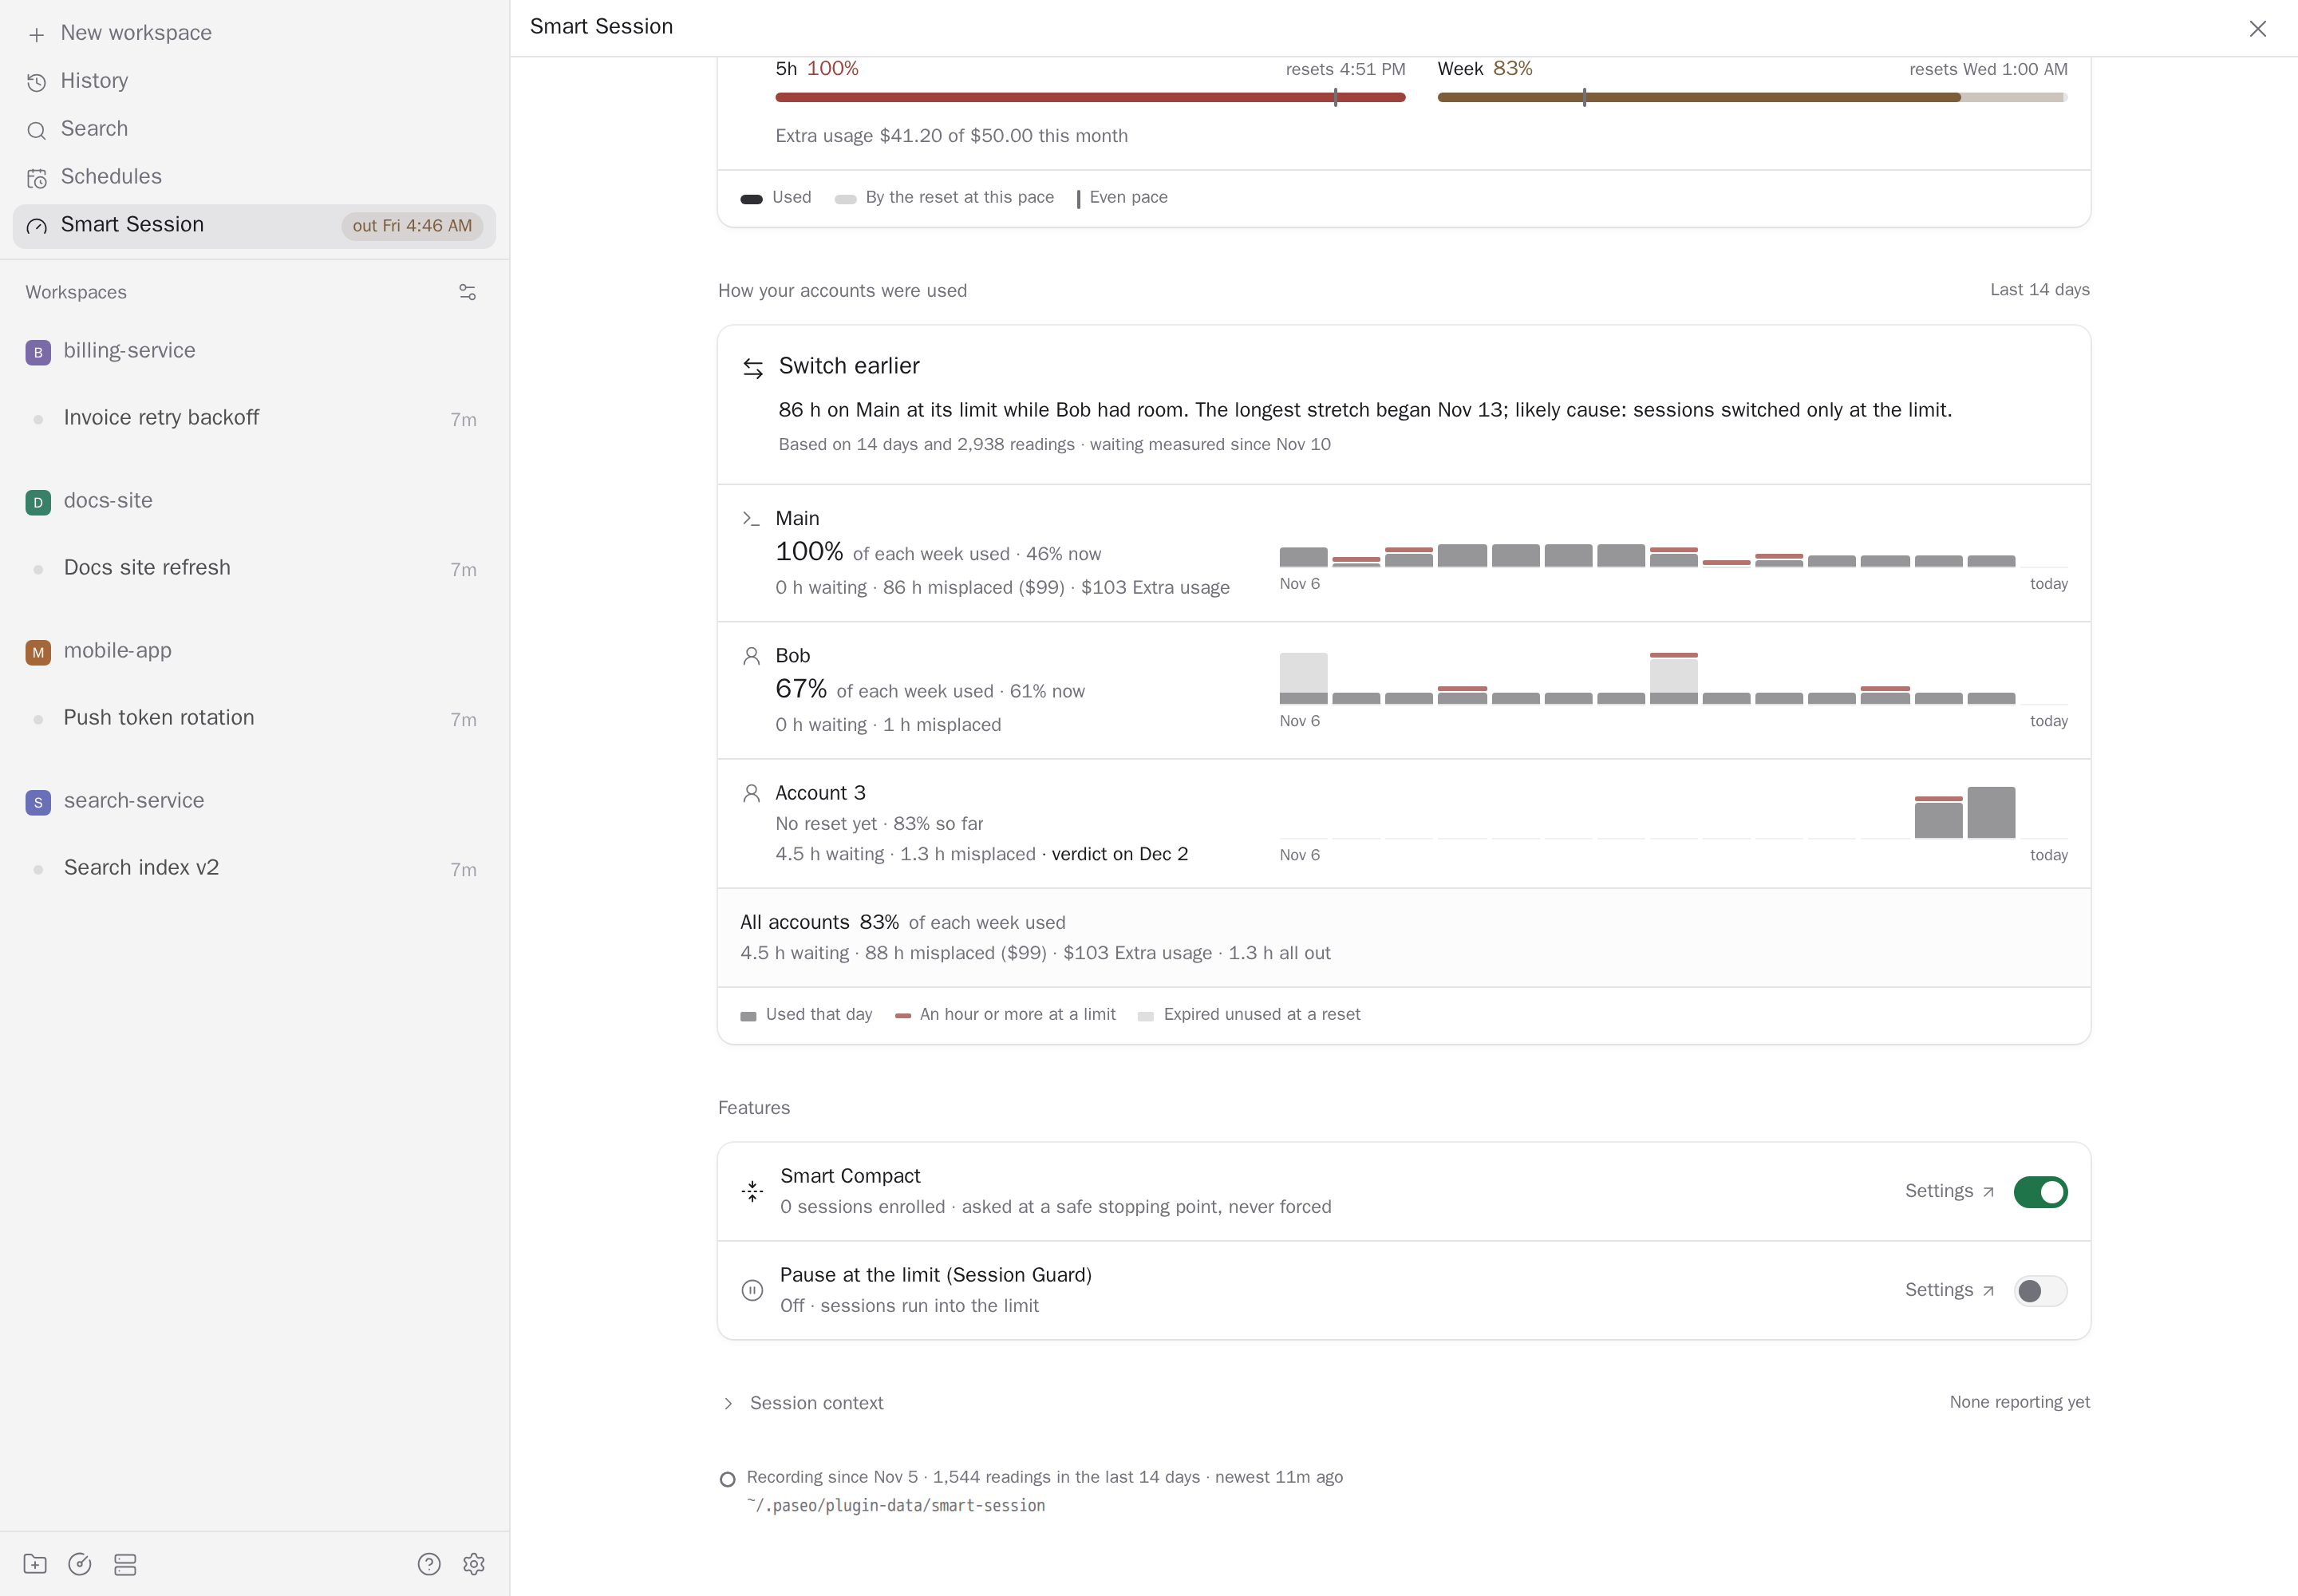 New workspace
History
Search
Schedules
Smart Session out Fri 4:46 AM
Workspaces
B billing-service
Invoice retry backoff 7m
D docs-site
Docs site refresh 7m
M mobile-app
Push token rotation 7m
S search-service
Search index v2 7m
Smart Session
5h 100% resets 4:51 PM Week 83% resets Wed 1:00 AM
Extra usage $41.20 of $50.00 this month
Used By the reset at this pace Even pace
How your accounts were used Last 14 days
Switch earlier
86 h on Main at its limit while Bob had room. The longest stretch began Nov 13; likely cause: sessions switched only at the limit.
Based on 14 days and 2,938 readings · waiting measured since Nov 10
Main
100% of each week used · 46% now
0 h waiting · 86 h misplaced ($99) · $103 Extra usage
Nov 6 today
Bob
67% of each week used · 61% now
0 h waiting · 1 h misplaced
Nov 6 today
Account 3
No reset yet · 83% so far
4.5 h waiting · 1.3 h misplaced · verdict on Dec 2
Nov 6 today
All accounts 83% of each week used
4.5 h waiting · 88 h misplaced ($99) · $103 Extra usage · 1.3 h all out
Used that day An hour or more at a limit Expired unused at a reset
Features
Smart Compact
0 sessions enrolled · asked at a safe stopping point, never forced
Settings
Pause at the limit (Session Guard)
Off · sessions run into the limit
Settings
Session context None reporting yet
Recording since Nov 5 · 1,544 readings in the last 14 days · newest 11m ago
~/.paseo/plugin-data/smart-session